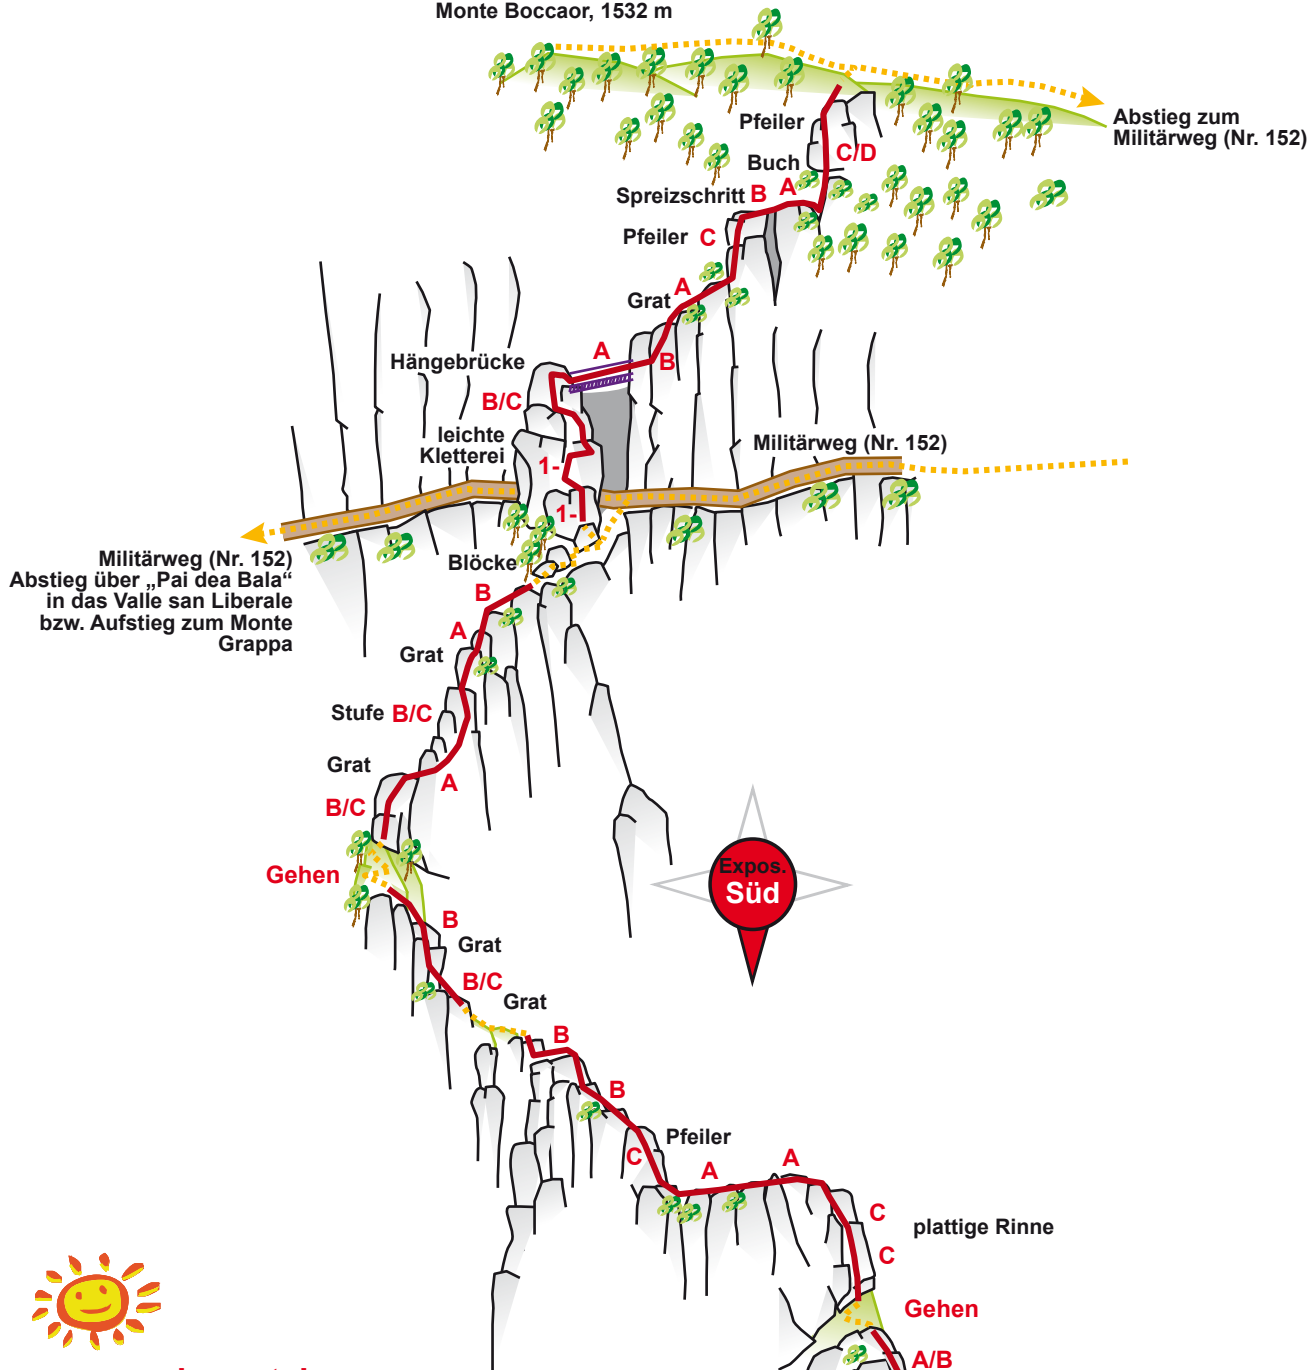 Monte Boccaor, 1532 m
Abstieg zum
Militärweg (Nr. 152)
Pfeiler
C/D
Buch
Spreizschritt B A
Pfeiler C
A
Grat
A
Hängebrücke
B
B/C
leichte
Kletterei
Militärweg (Nr. 152)
1-
1-
Militärweg (Nr. 152)
Abstieg über „Pai dea Bala“
in das Valle san Liberale
bzw. Aufstieg zum Monte
Grappa
Blöcke
B
A
Grat
Stufe B/C
Grat
A
B/C
Gehen
Expos.
Süd
B
Grat
B/C
Grat
B
B
Pfeiler
C
A
A
C
plattige Rinne
C
Gehen
A/B